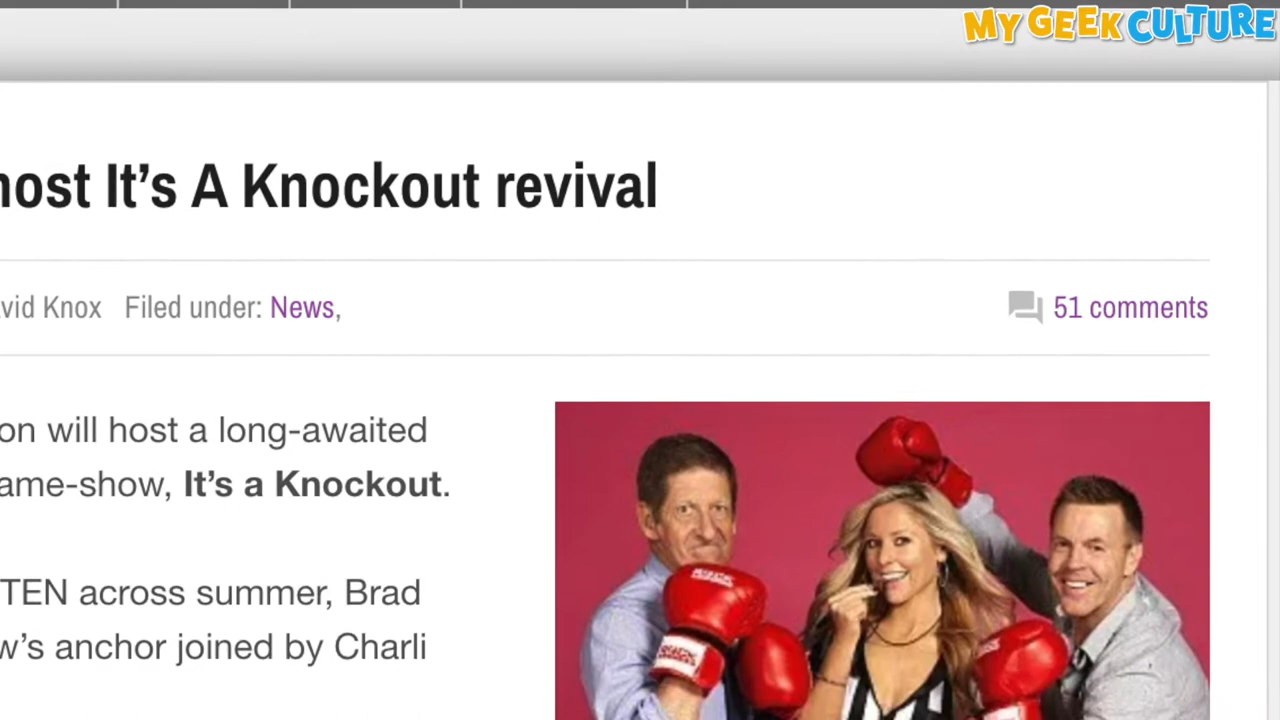 MY GEEK CULTURE
host It's A Knockout revival
vid Knox Filed under: News,
51 comments
on will host a long-awaited
ame-show, It's a Knockout.
TEN across summer, Brad
w's anchor joined by Charli